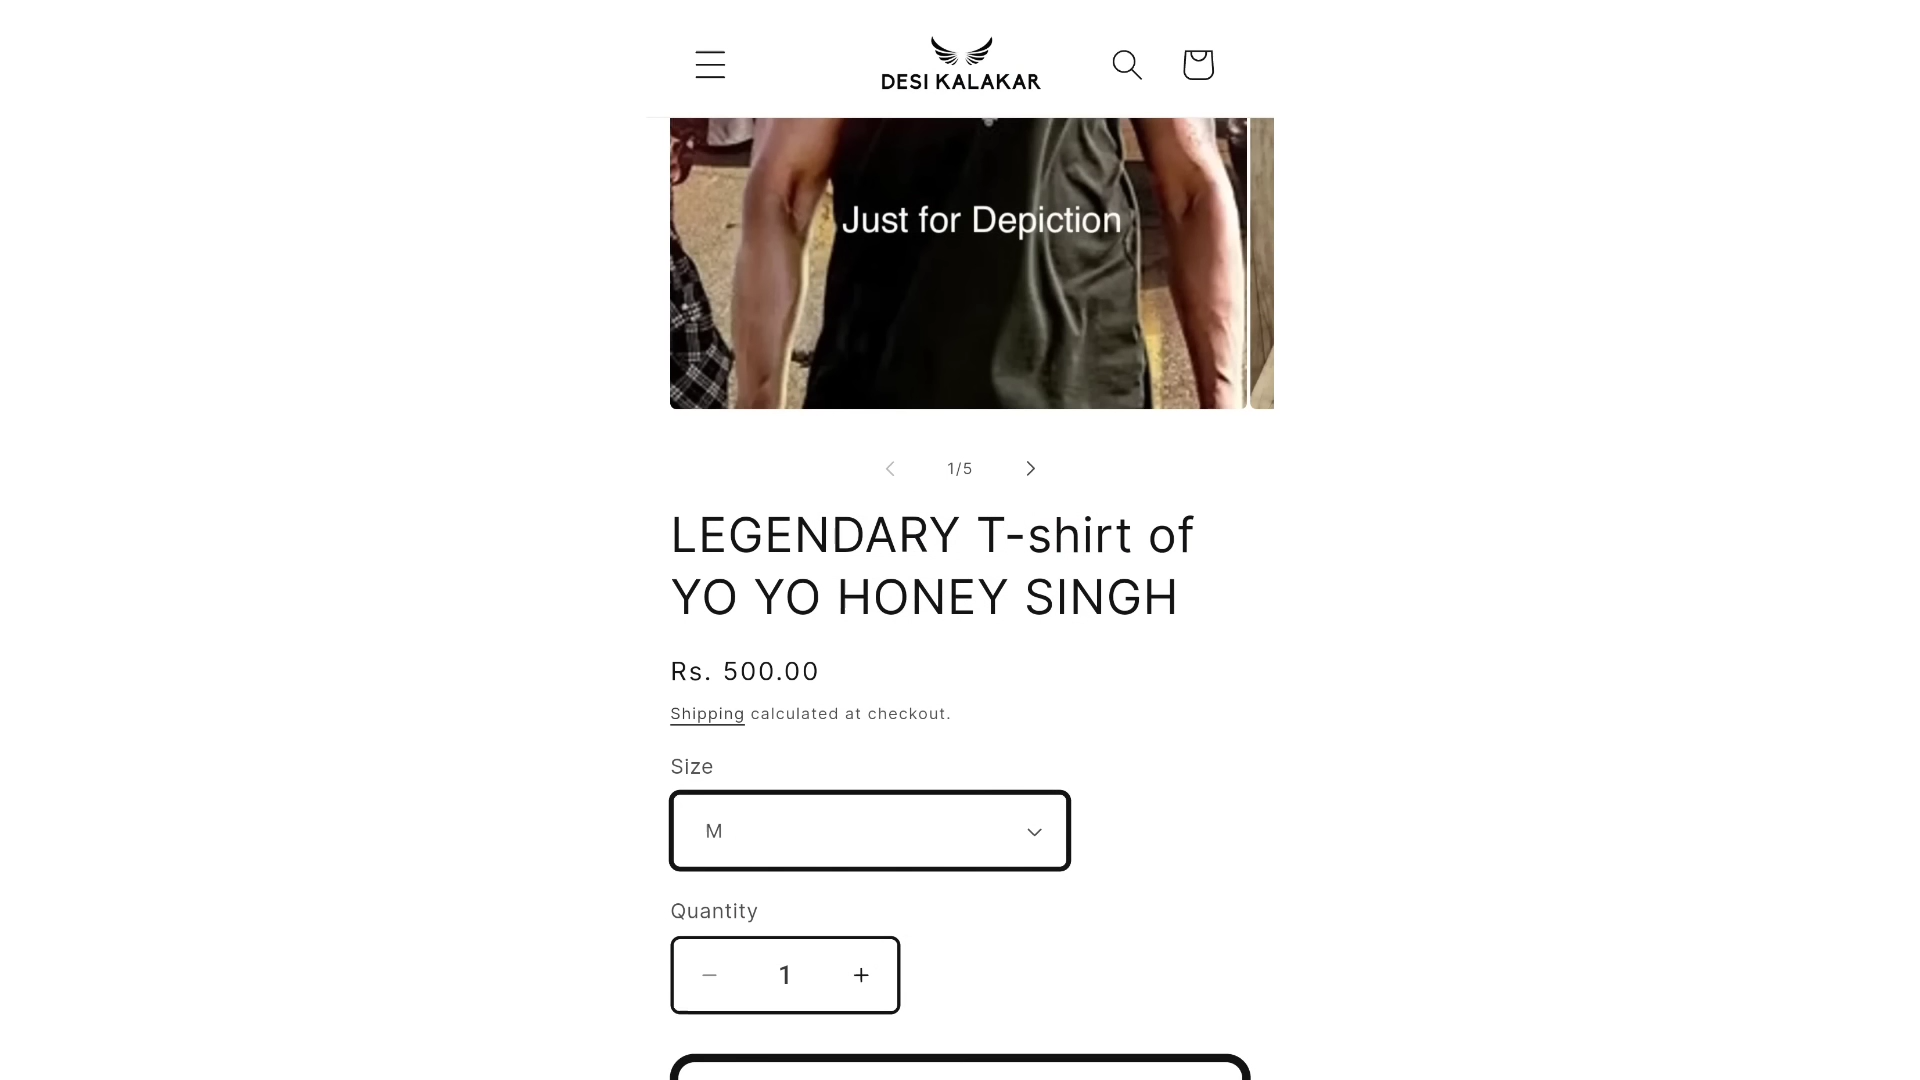 DESI KALAKAR
Just for Depiction
1/5
LEGENDARY T-shirt of
YO YO HONEY SINGH
Rs. 500.00
Shipping calculated at checkout.
Size
M
Quantity
1